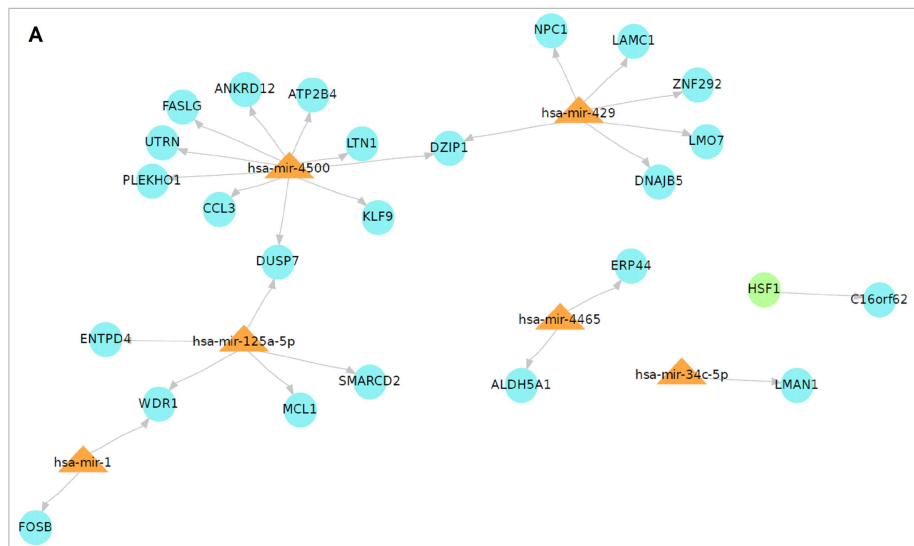 A
NPC1
LAMC1
ANKRD12
ATP2B4
ZNF292
FASLG
hsa-mir-429
UTRN
LTN1
DZIP1
LMO7
hsa-mir-4500
PLEKHO1
DNAJB5
CCL3
KLF9
DUSP7
ERP44
HSF1
C16orf62
hsa-mir-4465
ENTPD4
hsa-mir-125a-5p
SMARCD2
ALDH5A1
hsa-mir-34c-5p
LMAN1
WDR1
MCL1
hsa-mir-1
FOSB